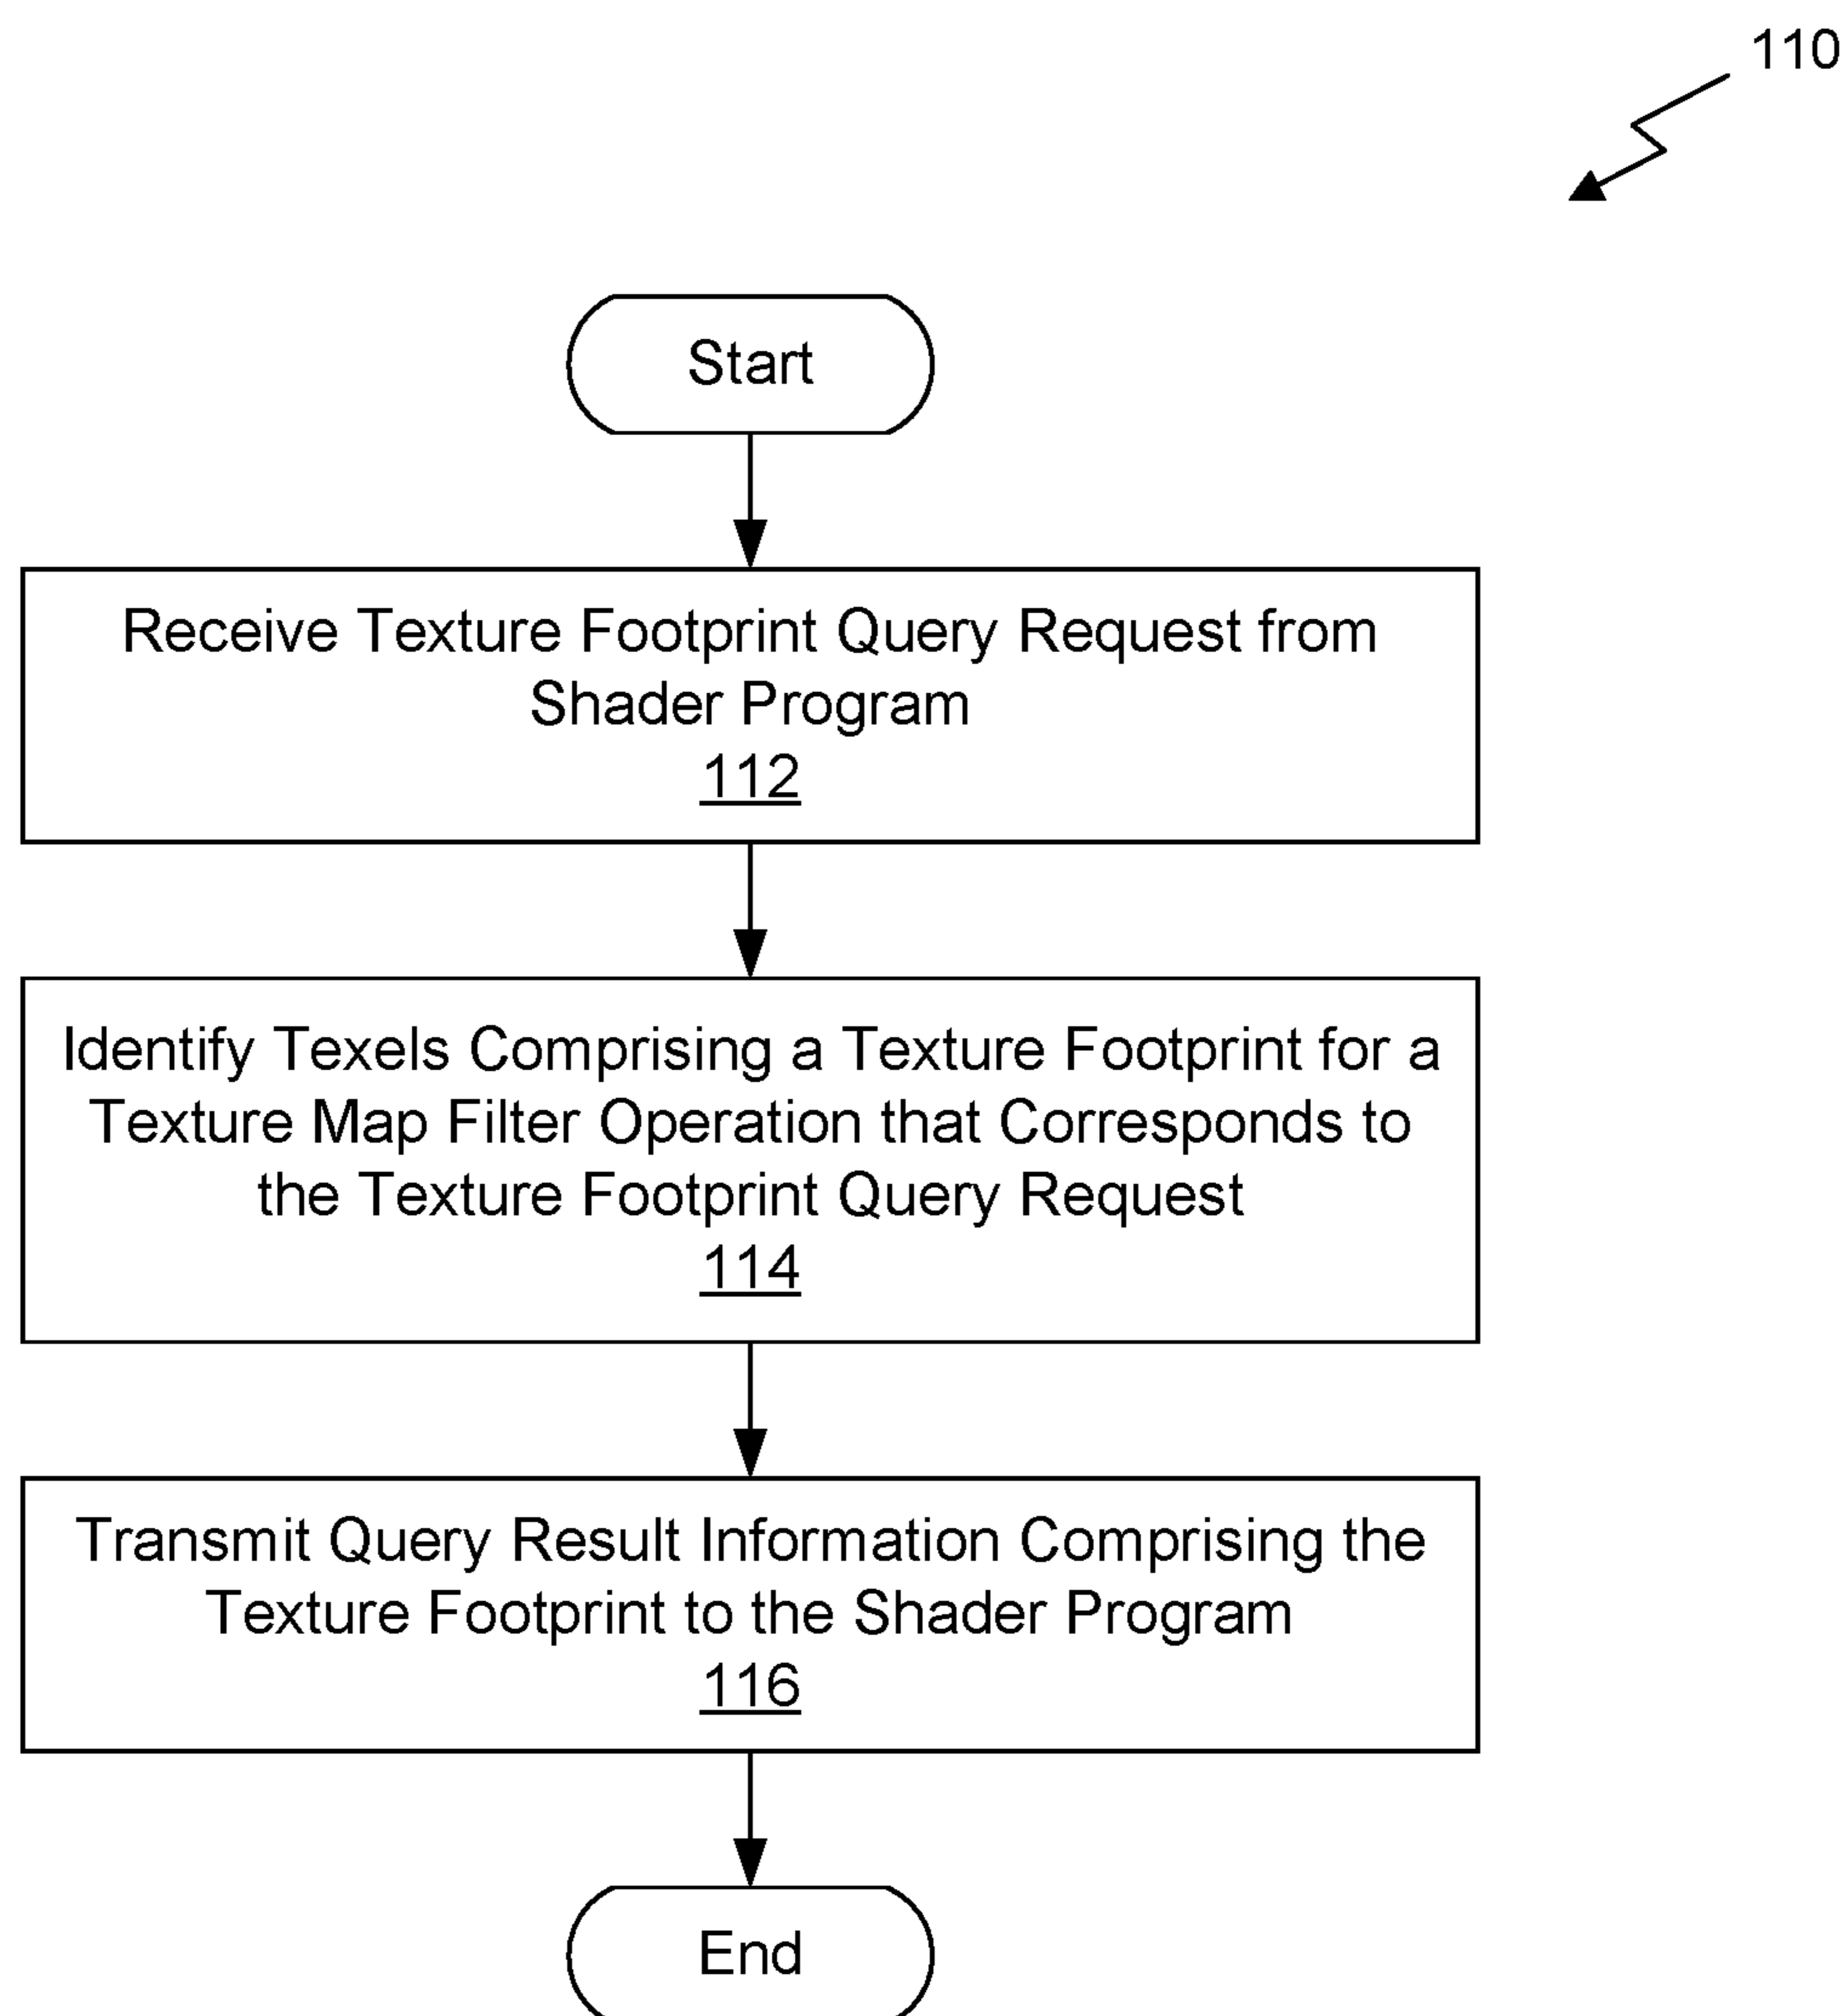 110
Start
Receive Texture Footprint Query Request from
Shader Program
112
Identify Texels Comprising a Texture Footprint for a
Texture Map Filter Operation that Corresponds to
the Texture Footprint Query Request
114
Transmit Query Result Information Comprising the
Texture Footprint to the Shader Program
116
End